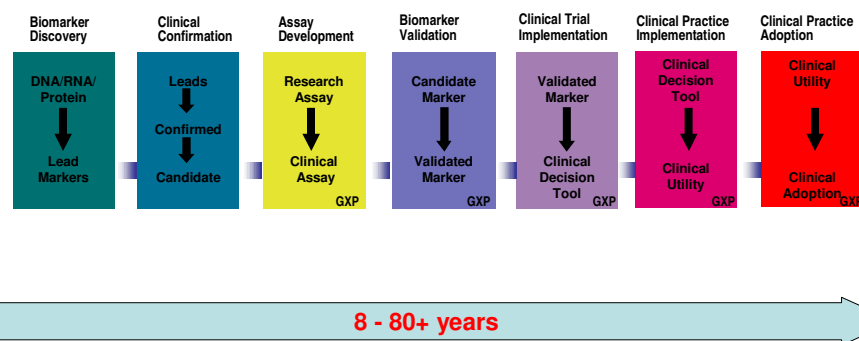 Biomarker
Discovery
Clinical
Confirmation
Assay
Development
Biomarker
Validation
Clinical Trial
Implementation
Clinical Practice
Implementation
Clinical Practice
Adoption
DNA/RNA/
Protein
Lead
Markers
Leads
Confirmed
Candidate
Research
Assay
Clinical
Assay
GXP
Candidate
Marker
Validated
Marker
GXP
Validated
Marker
Clinical
Decision
Tool
GXP
Clinical
Decision
Tool
Clinical
Utility
GXP
Clinical
Utility
Clinical
Adoption
GXP
8 - 80+ years